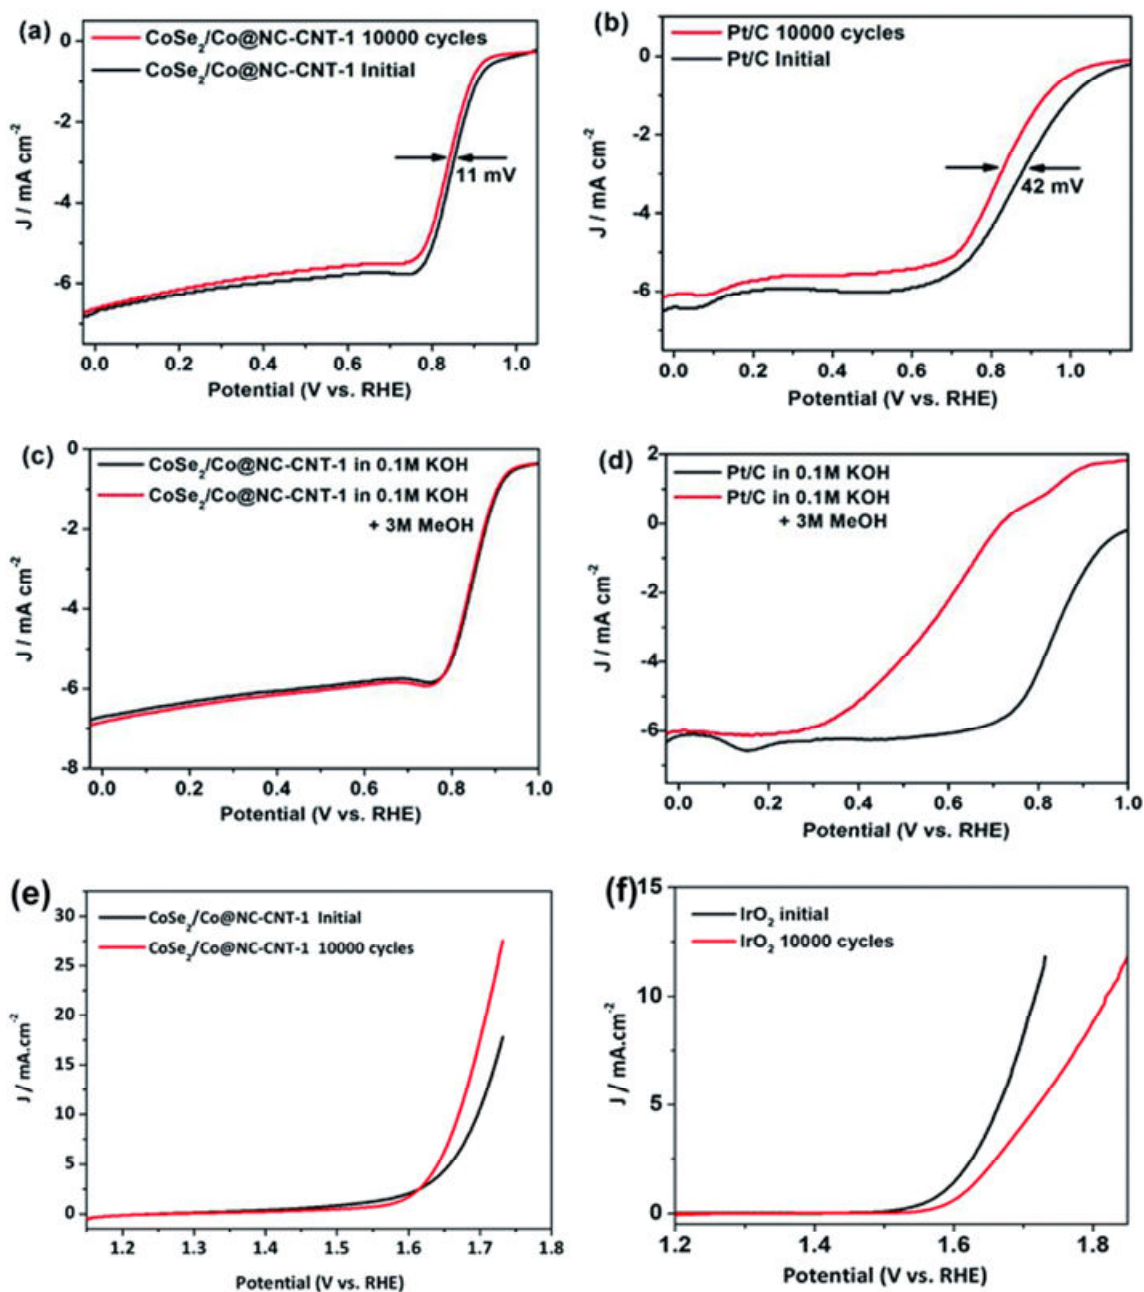 (a)
CoSe₂/Co@NC-CNT-1 10000 cycles
CoSe₂/Co@NC-CNT-1 Initial
11 mV
0
-2
-4
-6
J / mA cm⁻²
0.0 0.2 0.4 0.6 0.8 1.0
Potential (V vs. RHE)
(b)
Pt/C 10000 cycles
Pt/C Initial
42 mV
0
-2
-4
-6
J / mA cm⁻²
0.0 0.2 0.4 0.6 0.8 1.0
Potential (V vs. RHE)
(c)
CoSe₂/Co@NC-CNT-1 in 0.1M KOH
CoSe₂/Co@NC-CNT-1 in 0.1M KOH
+ 3M MeOH
0
-2
-4
-6
-8
J / mA cm⁻²
0.0 0.2 0.4 0.6 0.8 1.0
Potential (V vs. RHE)
(d)
Pt/C in 0.1M KOH
Pt/C in 0.1M KOH
+ 3M MeOH
2
0
-2
-4
-6
J / mA cm⁻²
0.0 0.2 0.4 0.6 0.8 1.0
Potential (V vs. RHE)
(e)
CoSe₂/Co@NC-CNT-1 Initial
CoSe₂/Co@NC-CNT-1 10000 cycles
30
25
20
15
10
5
0
J / mA.cm⁻²
1.2 1.3 1.4 1.5 1.6 1.7 1.8
Potential (V vs. RHE)
(f)
IrO₂ initial
IrO₂ 10000 cycles
15
10
5
0
J / mA.cm⁻²
1.2 1.4 1.6 1.8
Potential (V vs. RHE)